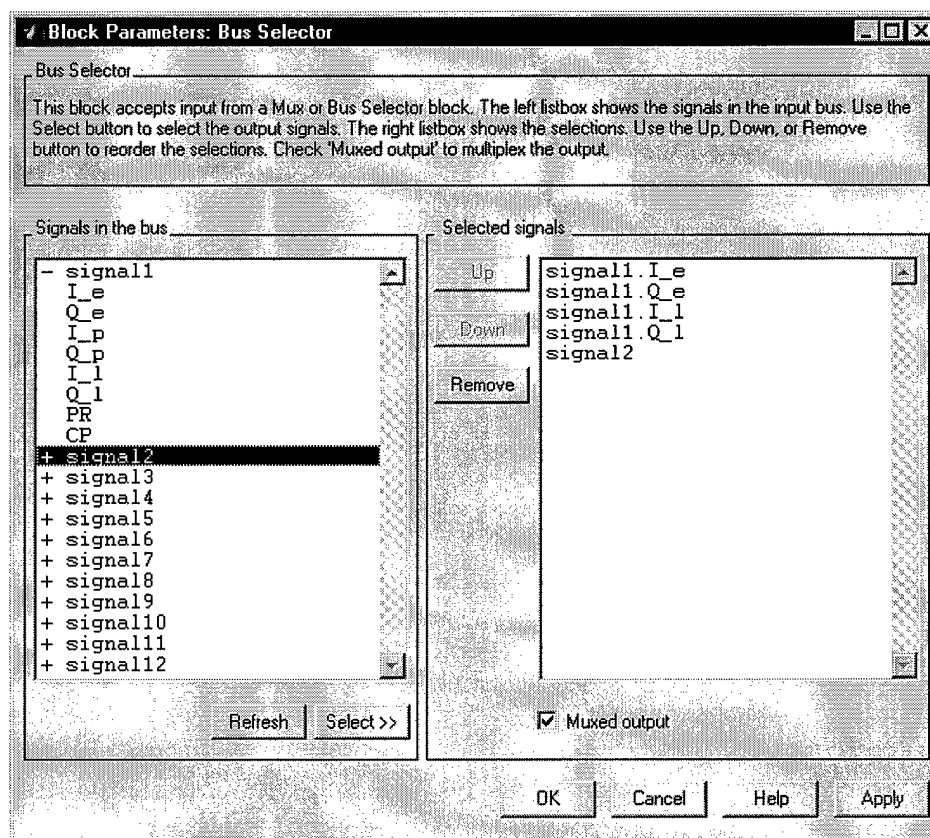 Block Parameters: Bus Selector
Bus Selector
This block accepts input from a Mux or Bus Selector block. The left listbox shows the signals in the input bus. Use the
Select button to select the output signals. The right listbox shows the selections. Use the Up, Down, or Remove
button to reorder the selections. Check 'Muxed output' to multiplex the output.
Signals in the bus
- signal1
I_e
Q_e
I_p
Q_p
I_l
Q_l
PR
CP
+ signal2
+ signal3
+ signal4
+ signal5
+ signal6
+ signal7
+ signal8
+ signal9
+ signal10
+ signal11
+ signal12
Refresh
Select >>
Selected signals
Up
Down
Remove
signal1.I_e
signal1.Q_e
signal1.I_l
signal1.Q_l
signal2
Muxed output
OK
Cancel
Help
Apply